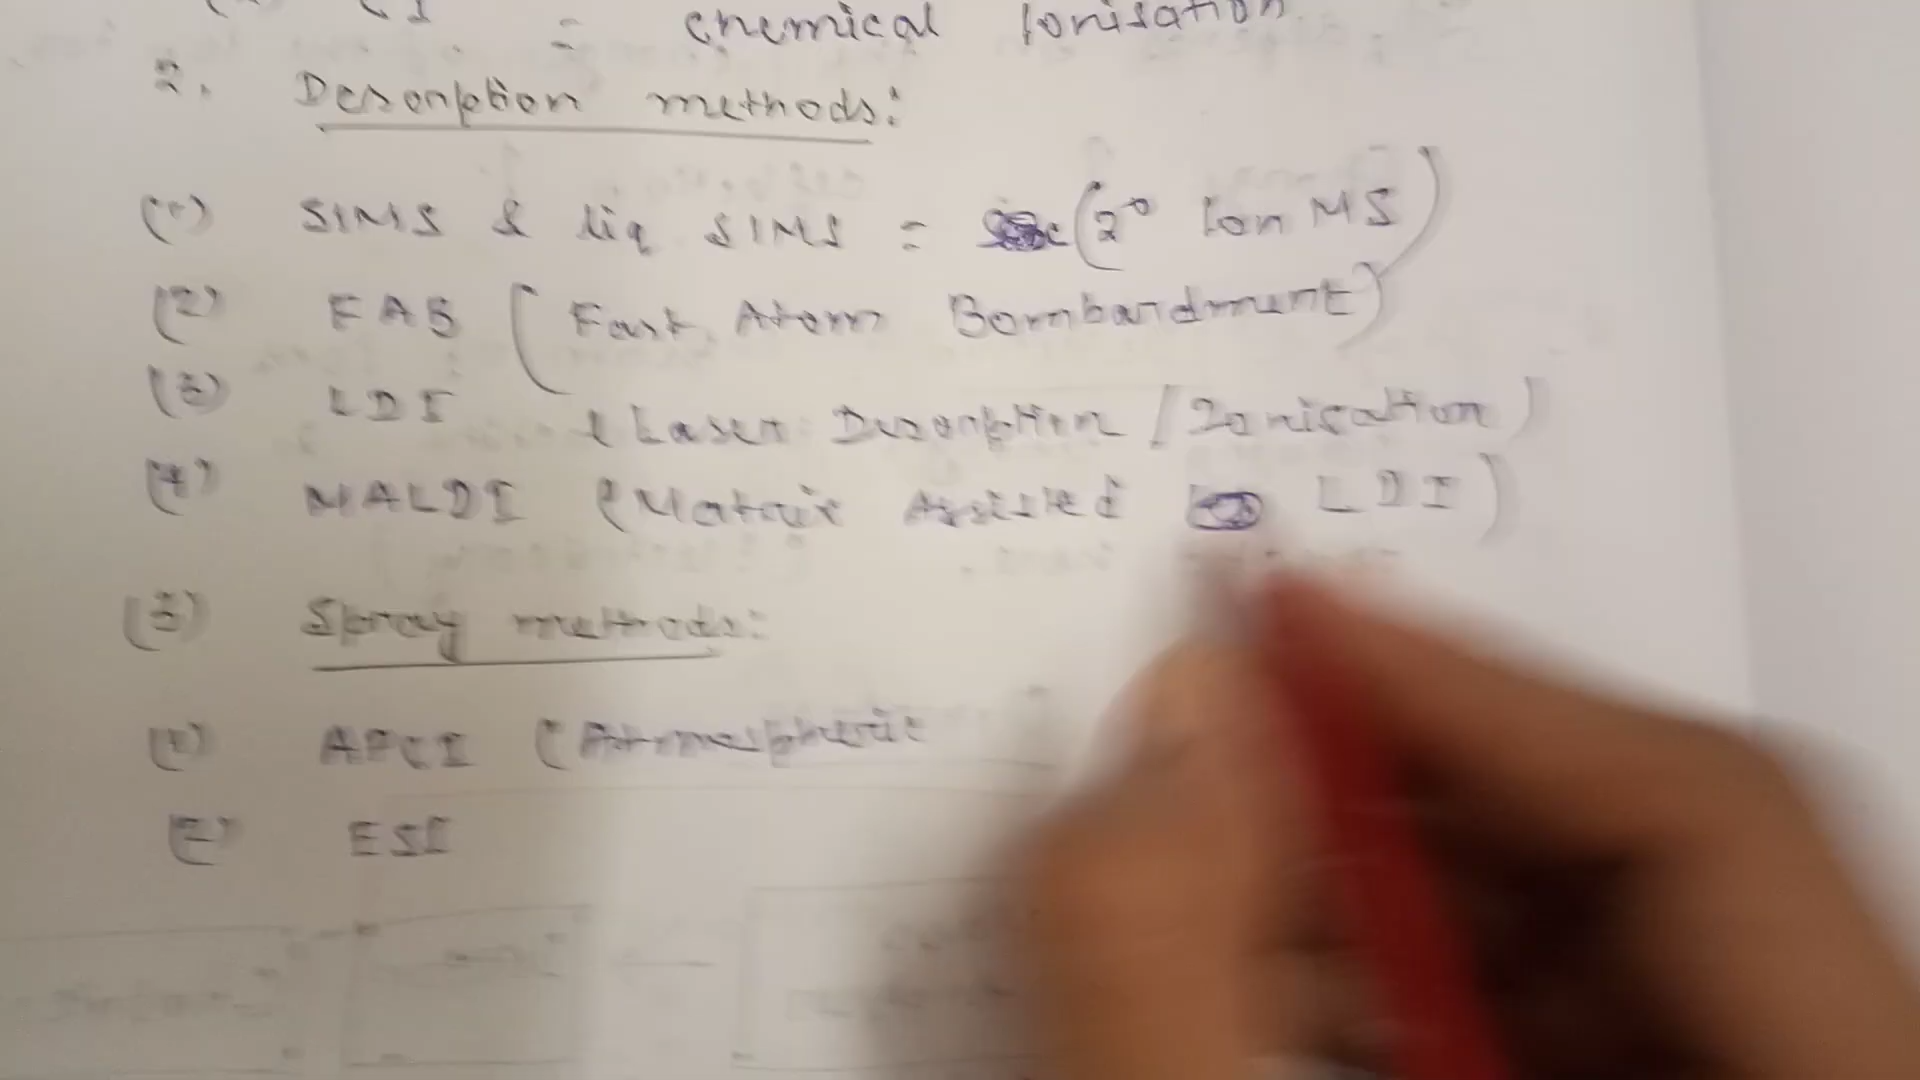 CI = chemical Ionisation
2. Desorption methods:
(1) SIMS & liq SIMS = (2° Ion MS)
(2) FAB (Fast Atom Bombardment)
(3) LDI (Laser Desorption / Ionisation)
(4) MALDI (Matrix Assisted LDI)
(3) Spray methods:
(1) APCI (Atmospheric
(2) ESI